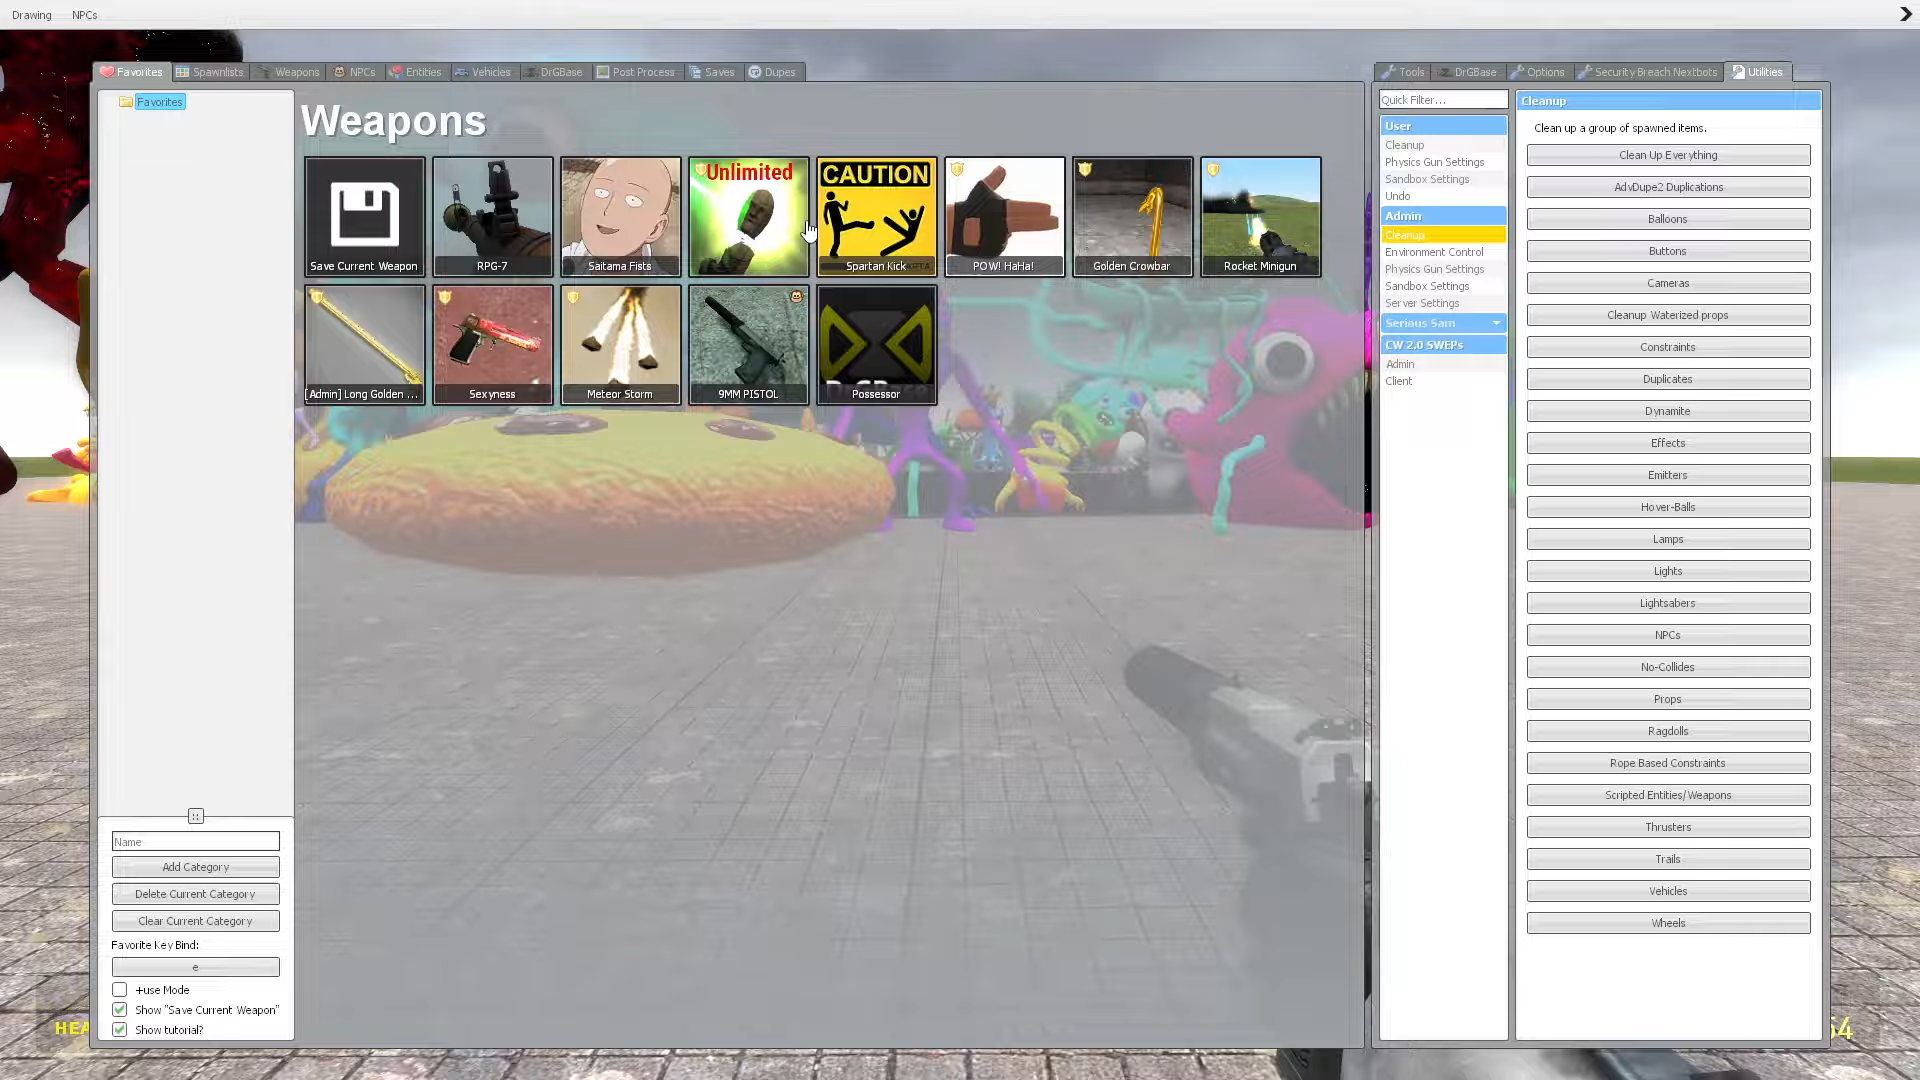 Drawing
NPCs
Favorites
Spawnlists
Weapons
NPCs
Entities
Vehicles
DrGBase
Post Process
Saves
Dupes
Favorites
Weapons
Save Current Weapon
RPG-7
Saitama Fists
Unlimited
CAUTION
Spartan Kick
POW! HaHa!
Golden Crowbar
Rocket Minigun
[Admin] Long Golden ...
Sexyness
Meteor Storm
9MM PISTOL
Possessor
Name
Add Category
Delete Current Category
Clear Current Category
Favorite Key Bind:
e
+use Mode
Show "Save Current Weapon"
Show tutorial?
HEA
54
Tools
DrGBase
Options
Security Breach Nextbots
Utilities
Quick Filter...
User
Cleanup
Physics Gun Settings
Sandbox Settings
Undo
Admin
Cleanup
Environment Control
Physics Gun Settings
Sandbox Settings
Server Settings
Serious Sam
CW 2.0 SWEPs
Admin
Client
Cleanup
Clean up a group of spawned items.
Clean Up Everything
AdvDupe2 Duplications
Balloons
Buttons
Cameras
Cleanup Waterized props
Constraints
Duplicates
Dynamite
Effects
Emitters
Hover-Balls
Lamps
Lights
Lightsabers
NPCs
No-Collides
Props
Ragdolls
Rope Based Constraints
Scripted Entities/Weapons
Thrusters
Trails
Vehicles
Wheels